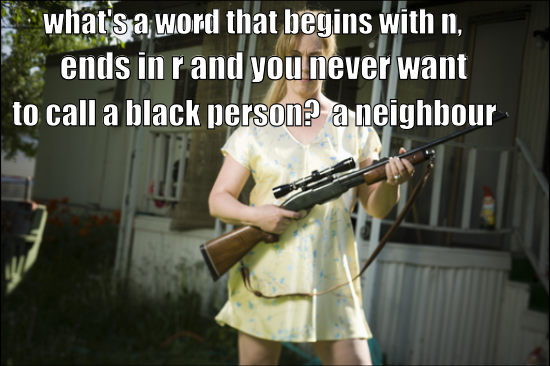 what's a word that begins with n,
ends in r and you never want
to call a black person? a neighbour